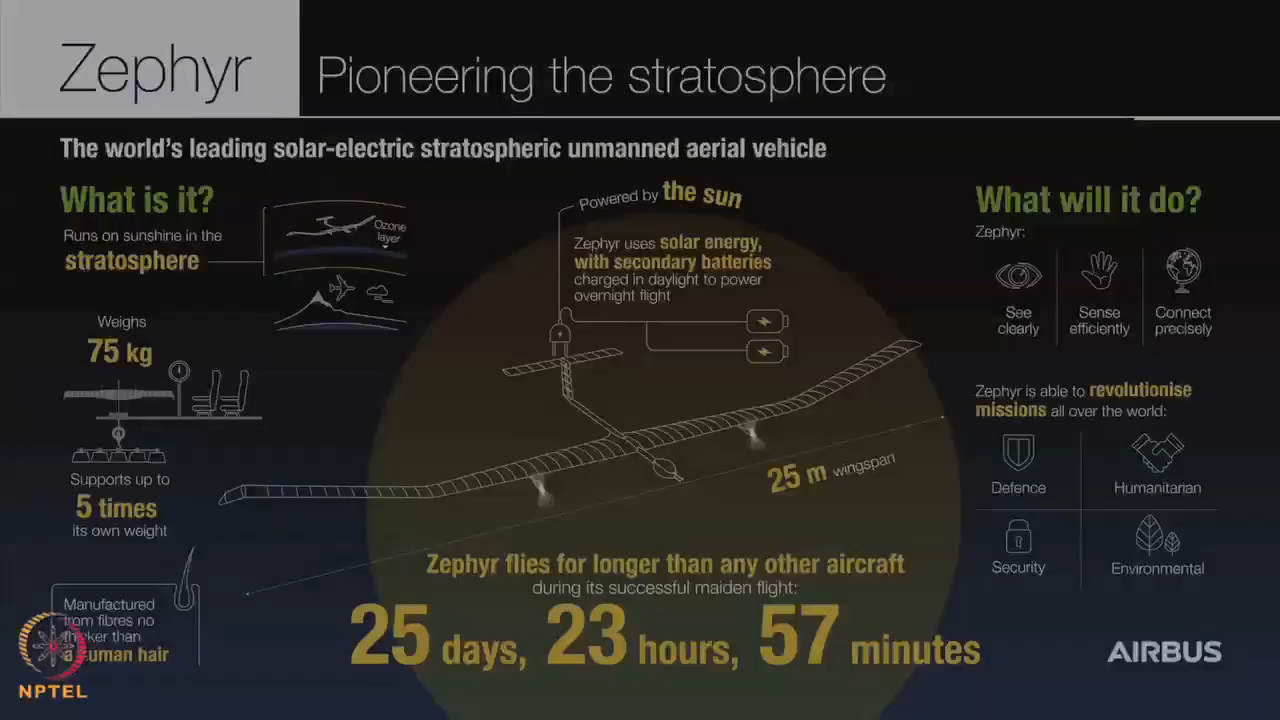 Zephyr
Pioneering the stratosphere
The world's leading solar-electric stratospheric unmanned aerial vehicle
What is it?
Runs on sunshine in the
stratosphere
Ozone
layer
Weighs
75 kg
Supports up to
5 times
its own weight
Manufactured
from fibres no
thicker than
a human hair
Powered by the sun
Zephyr uses solar energy,
with secondary batteries
charged in daylight to power
overnight flight
25 m wingspan
Zephyr flies for longer than any other aircraft
during its successful maiden flight:
25 days, 23 hours, 57 minutes
What will it do?
Zephyr:
See
clearly
Sense
efficiently
Connect
precisely
Zephyr is able to revolutionise
missions all over the world:
Defence
Humanitarian
Security
Environmental
AIRBUS
NPTEL